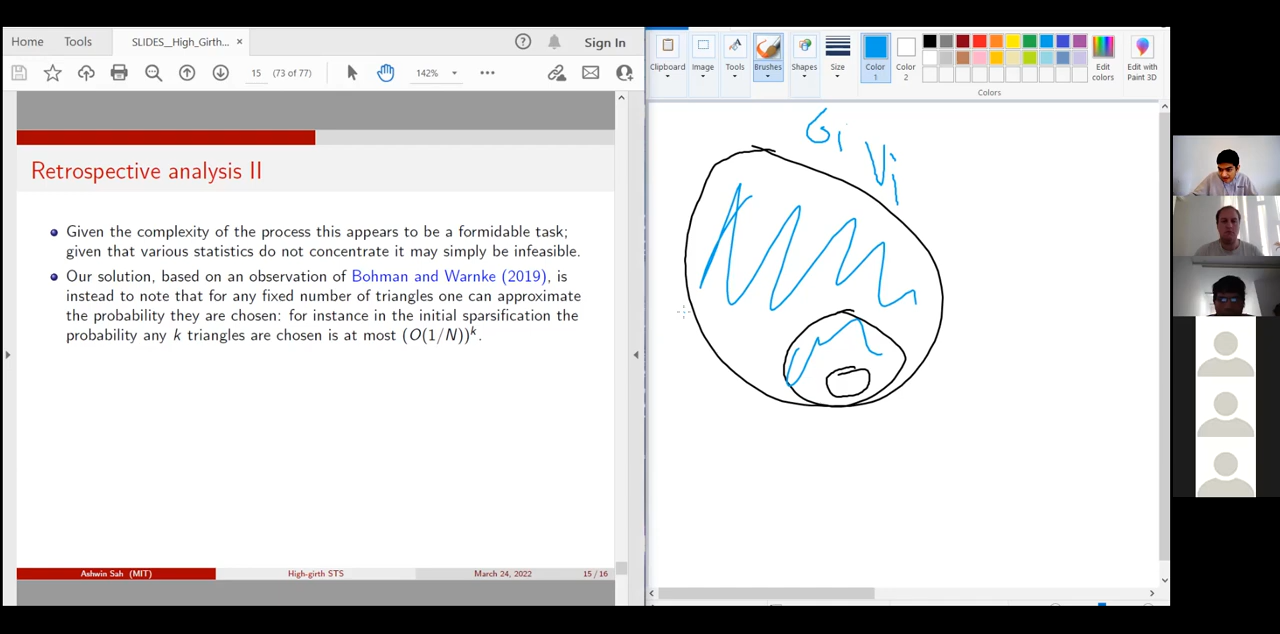 Home
Tools
SLIDES_High_Girth... ×
Sign In
15
(73 of 77)
142%
Retrospective analysis II
Given the complexity of the process this appears to be a formidable task;
given that various statistics do not concentrate it may simply be infeasible.
Our solution, based on an observation of Bohman and Warnke (2019), is
instead to note that for any fixed number of triangles one can approximate
the probability they are chosen: for instance in the initial sparsification the
probability any k triangles are chosen is at most (O(1/N))^k.
Ashwin Sah (MIT)
High-girth STS
March 24, 2022
15 / 16
Clipboard
Image
Tools
Brushes
Shapes
Size
Color
1
Color
2
Edit
colors
Edit with
Paint 3D
Colors
Gi
Vi